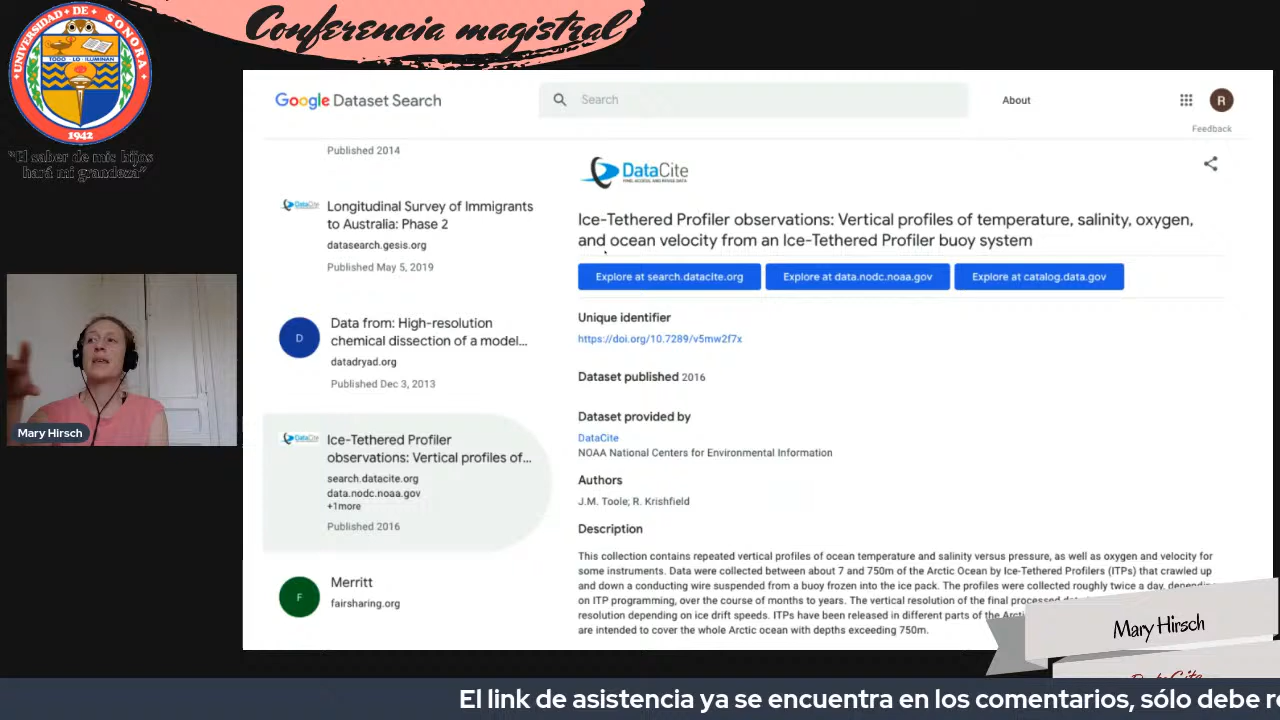 Conferencia magistral
UNIVERSIDAD DE SONORA
TODO LO ILUMINAN
1942
"El saber de mis hijos
hará mi grandeza"
Google Dataset Search
Search
About
R
Feedback
Published 2014
DataCite
Longitudinal Survey of Immigrants
to Australia: Phase 2
datasearch.gesis.org
Published May 5, 2019
D
Data from: High-resolution
chemical dissection of a model...
datadryad.org
Published Dec 3, 2013
DataCite
Ice-Tethered Profiler
observations: Vertical profiles of...
search.datacite.org
data.nodc.noaa.gov
+1more
Published 2016
F
Merritt
fairsharing.org
DataCite
FIND, ACCESS, AND REUSE DATA
Ice-Tethered Profiler observations: Vertical profiles of temperature, salinity, oxygen,
and ocean velocity from an Ice-Tethered Profiler buoy system
Explore at search.datacite.org
Explore at data.nodc.noaa.gov
Explore at catalog.data.gov
Unique identifier
https://doi.org/10.7289/v5mw2f7x
Dataset published 2016
Dataset provided by
DataCite
NOAA National Centers for Environmental Information
Authors
J.M. Toole; R. Krishfield
Description
This collection contains repeated vertical profiles of ocean temperature and salinity versus pressure, as well as oxygen and velocity for
some instruments. Data were collected between about 7 and 750m of the Arctic Ocean by Ice-Tethered Profilers (ITPs) that crawled up
and down a conducting wire suspended from a buoy frozen into the ice pack. The profiles were collected roughly twice a day, depending
on ITP programming, over the course of months to years. The vertical resolution of the final processed
resolution depending on ice drift speeds. ITPs have been released in different parts of the
are intended to cover the whole Arctic ocean with depths exceeding 750m.
Mary Hirsch
Mary Hirsch
DataCite
El link de asistencia ya se encuentra en los comentarios, sólo debe